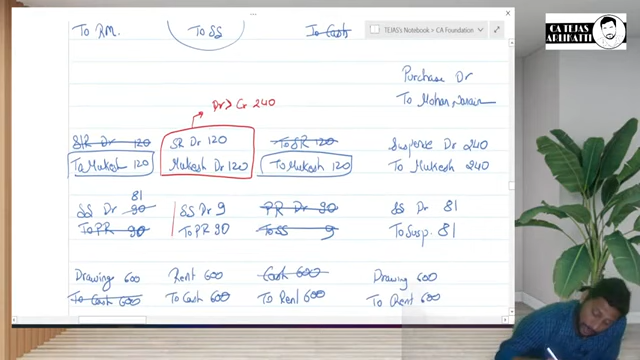 To RM.
To SS
To Cash
TEJAS's Notebook > CA Foundation
CA TEJAS
ARLIKATTI
Purchase Dr
To Mohan Narain
Dr > Cr 240
S/R Dr 120
To Mukesh 120
SR Dr 120
Mukesh Dr 120
To SR 120
To Mukesh 120
Suspense Dr 240
To Mukesh 240
81
SS Dr 90
To PR 90
SS Dr 9
To PR 90
PR Dr 90
To SS 9
SS Dr 81
To Susp. 81
Drawing 600
To Cash 600
Rent 600
To Cash 600
Cash 600
To Rent 600
Drawing 600
To Rent 600